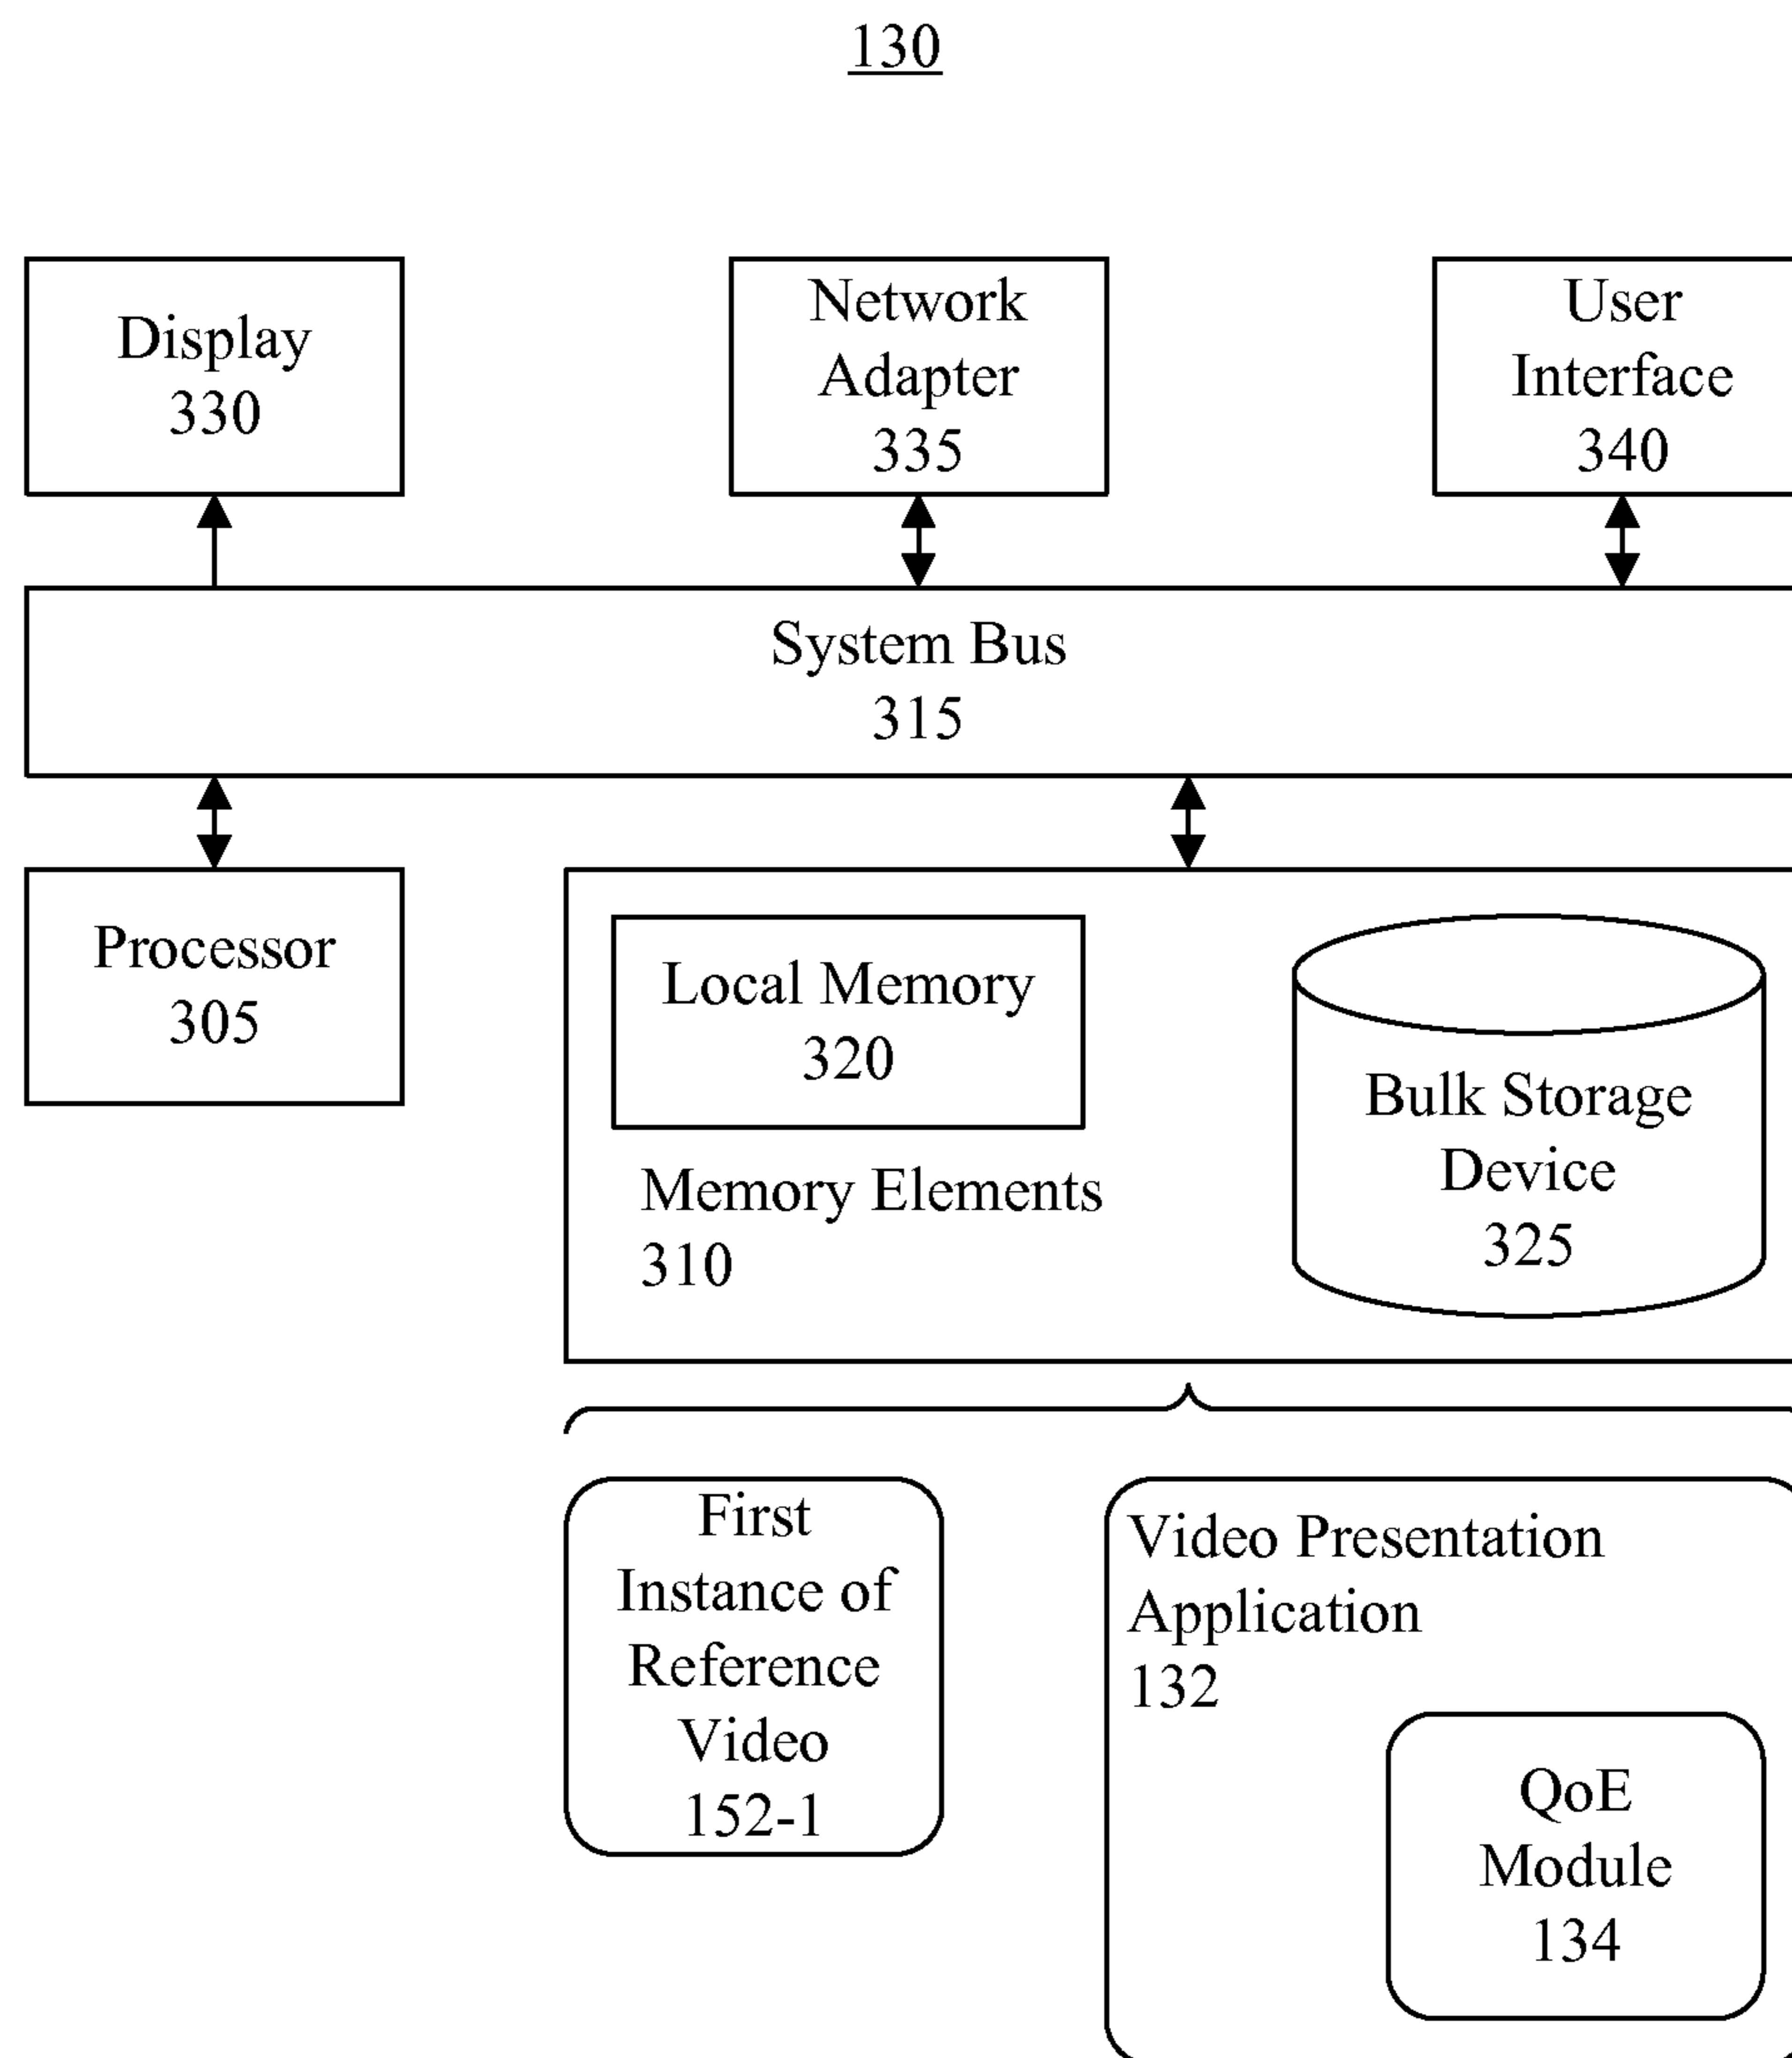 130
Display
330
Network
Adapter
335
User
Interface
340
System Bus
315
Processor
305
Local Memory
320
Memory Elements
310
Bulk Storage
Device
325
First
Instance of
Reference
Video
152-1
Video Presentation
Application
132
QoE
Module
134